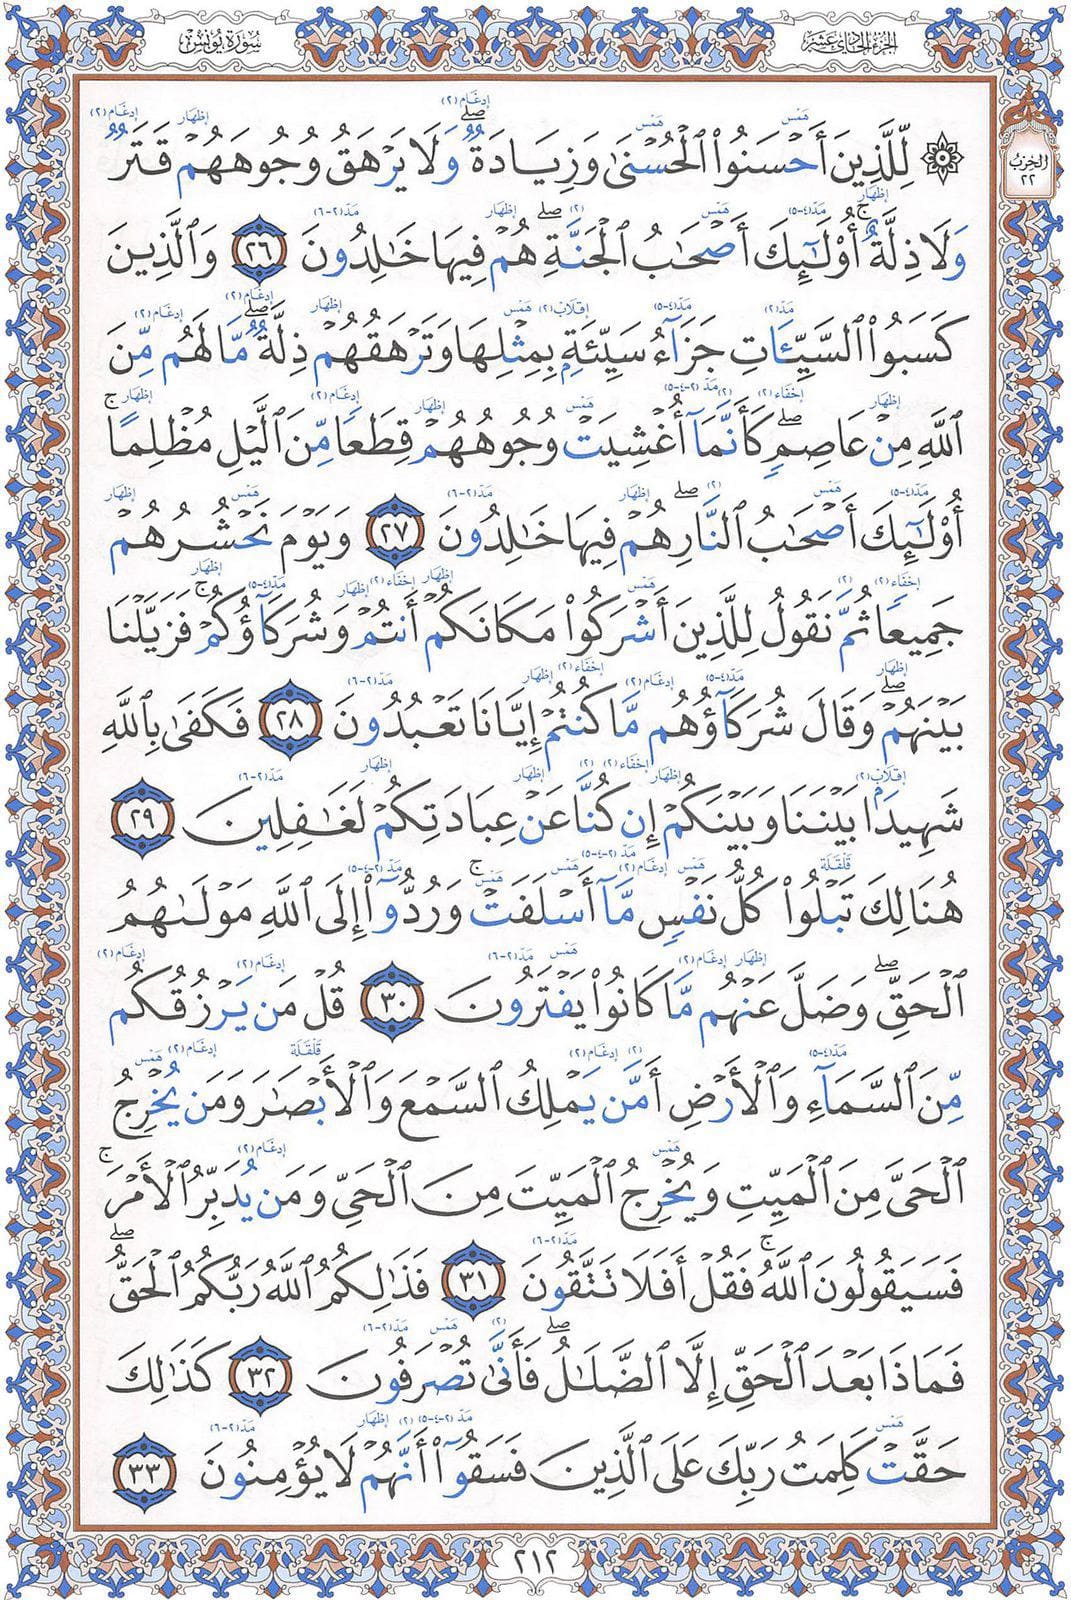 الجزء الحادي عشر
سورة يونس
الحزب
٢٢
لِّلَّذِينَ أَحْسَنُوا۟ ٱلْحُسْنَىٰ وَزِيَادَةٌ ۖ وَلَا يَرْهَقُ وُجُوهَهُمْ قَتَرٌ
وَلَا ذِلَّةٌ ۚ أُو۟لَـٰٓئِكَ أَصْحَـٰبُ ٱلْجَنَّةِ ۖ هُمْ فِيهَا خَـٰلِدُونَ ٢٦ وَٱلَّذِينَ
كَسَبُوا۟ ٱلسَّيِّـَٔاتِ جَزَآءُ سَيِّئَةٍۭ بِمِثْلِهَا وَتَرْهَقُهُمْ ذِلَّةٌ ۖ مَّا لَهُم مِّنَ
ٱللَّهِ مِنْ عَاصِمٍ ۖ كَأَنَّمَآ أُغْشِيَتْ وُجُوهُهُمْ قِطَعًا مِّنَ ٱلَّيْلِ مُظْلِمًا ۚ
أُو۟لَـٰٓئِكَ أَصْحَـٰبُ ٱلنَّارِ ۖ هُمْ فِيهَا خَـٰلِدُونَ ٢٧ وَيَوْمَ نَحْشُرُهُمْ
جَمِيعًا ثُمَّ نَقُولُ لِلَّذِينَ أَشْرَكُوا۟ مَكَانَكُمْ أَنتُمْ وَشُرَكَآؤُكُمْ ۚ فَزَيَّلْنَا
بَيْنَهُمْ ۖ وَقَالَ شُرَكَآؤُهُم مَّا كُنتُمْ إِيَّانَا تَعْبُدُونَ ٢٨ فَكَفَىٰ بِٱللَّهِ
شَهِيدًۢا بَيْنَنَا وَبَيْنَكُمْ إِن كُنَّا عَنْ عِبَادَتِكُمْ لَغَـٰفِلِينَ ٢٩
هُنَالِكَ تَبْلُوا۟ كُلُّ نَفْسٍ مَّآ أَسْلَفَتْ ۚ وَرُدُّوٓا۟ إِلَى ٱللَّهِ مَوْلَىٰهُمُ
ٱلْحَقِّ ۖ وَضَلَّ عَنْهُم مَّا كَانُوا۟ يَفْتَرُونَ ٣٠ قُلْ مَن يَرْزُقُكُم
مِّنَ ٱلسَّمَآءِ وَٱلْأَرْضِ أَمَّن يَمْلِكُ ٱلسَّمْعَ وَٱلْأَبْصَـٰرَ وَمَن يُخْرِجُ
ٱلْحَىَّ مِنَ ٱلْمَيِّتِ وَيُخْرِجُ ٱلْمَيِّتَ مِنَ ٱلْحَىِّ وَمَن يُدَبِّرُ ٱلْأَمْرَ ۚ
فَسَيَقُولُونَ ٱللَّهُ ۚ فَقُلْ أَفَلَا تَتَّقُونَ ٣١ فَذَٰلِكُمُ ٱللَّهُ رَبُّكُمُ ٱلْحَقُّ ۖ
فَمَاذَا بَعْدَ ٱلْحَقِّ إِلَّا ٱلضَّلَـٰلُ ۖ فَأَنَّىٰ تُصْرَفُونَ ٣٢ كَذَٰلِكَ
حَقَّتْ كَلِمَتُ رَبِّكَ عَلَى ٱلَّذِينَ فَسَقُوٓا۟ أَنَّهُمْ لَا يُؤْمِنُونَ ٣٣
٢١٢